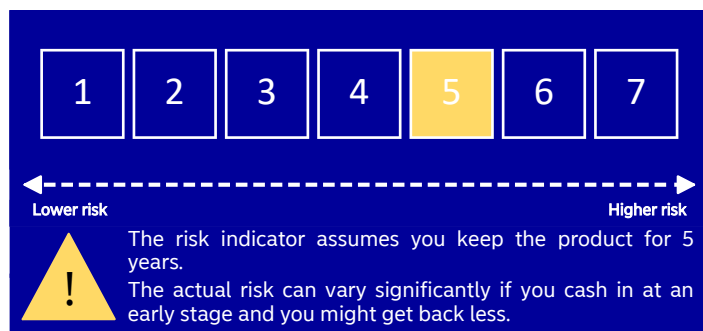 1 2 3 4 5 6 7
Lower risk Higher risk
!
The risk indicator assumes you keep the product for 5
years.
The actual risk can vary significantly if you cash in at an
early stage and you might get back less.